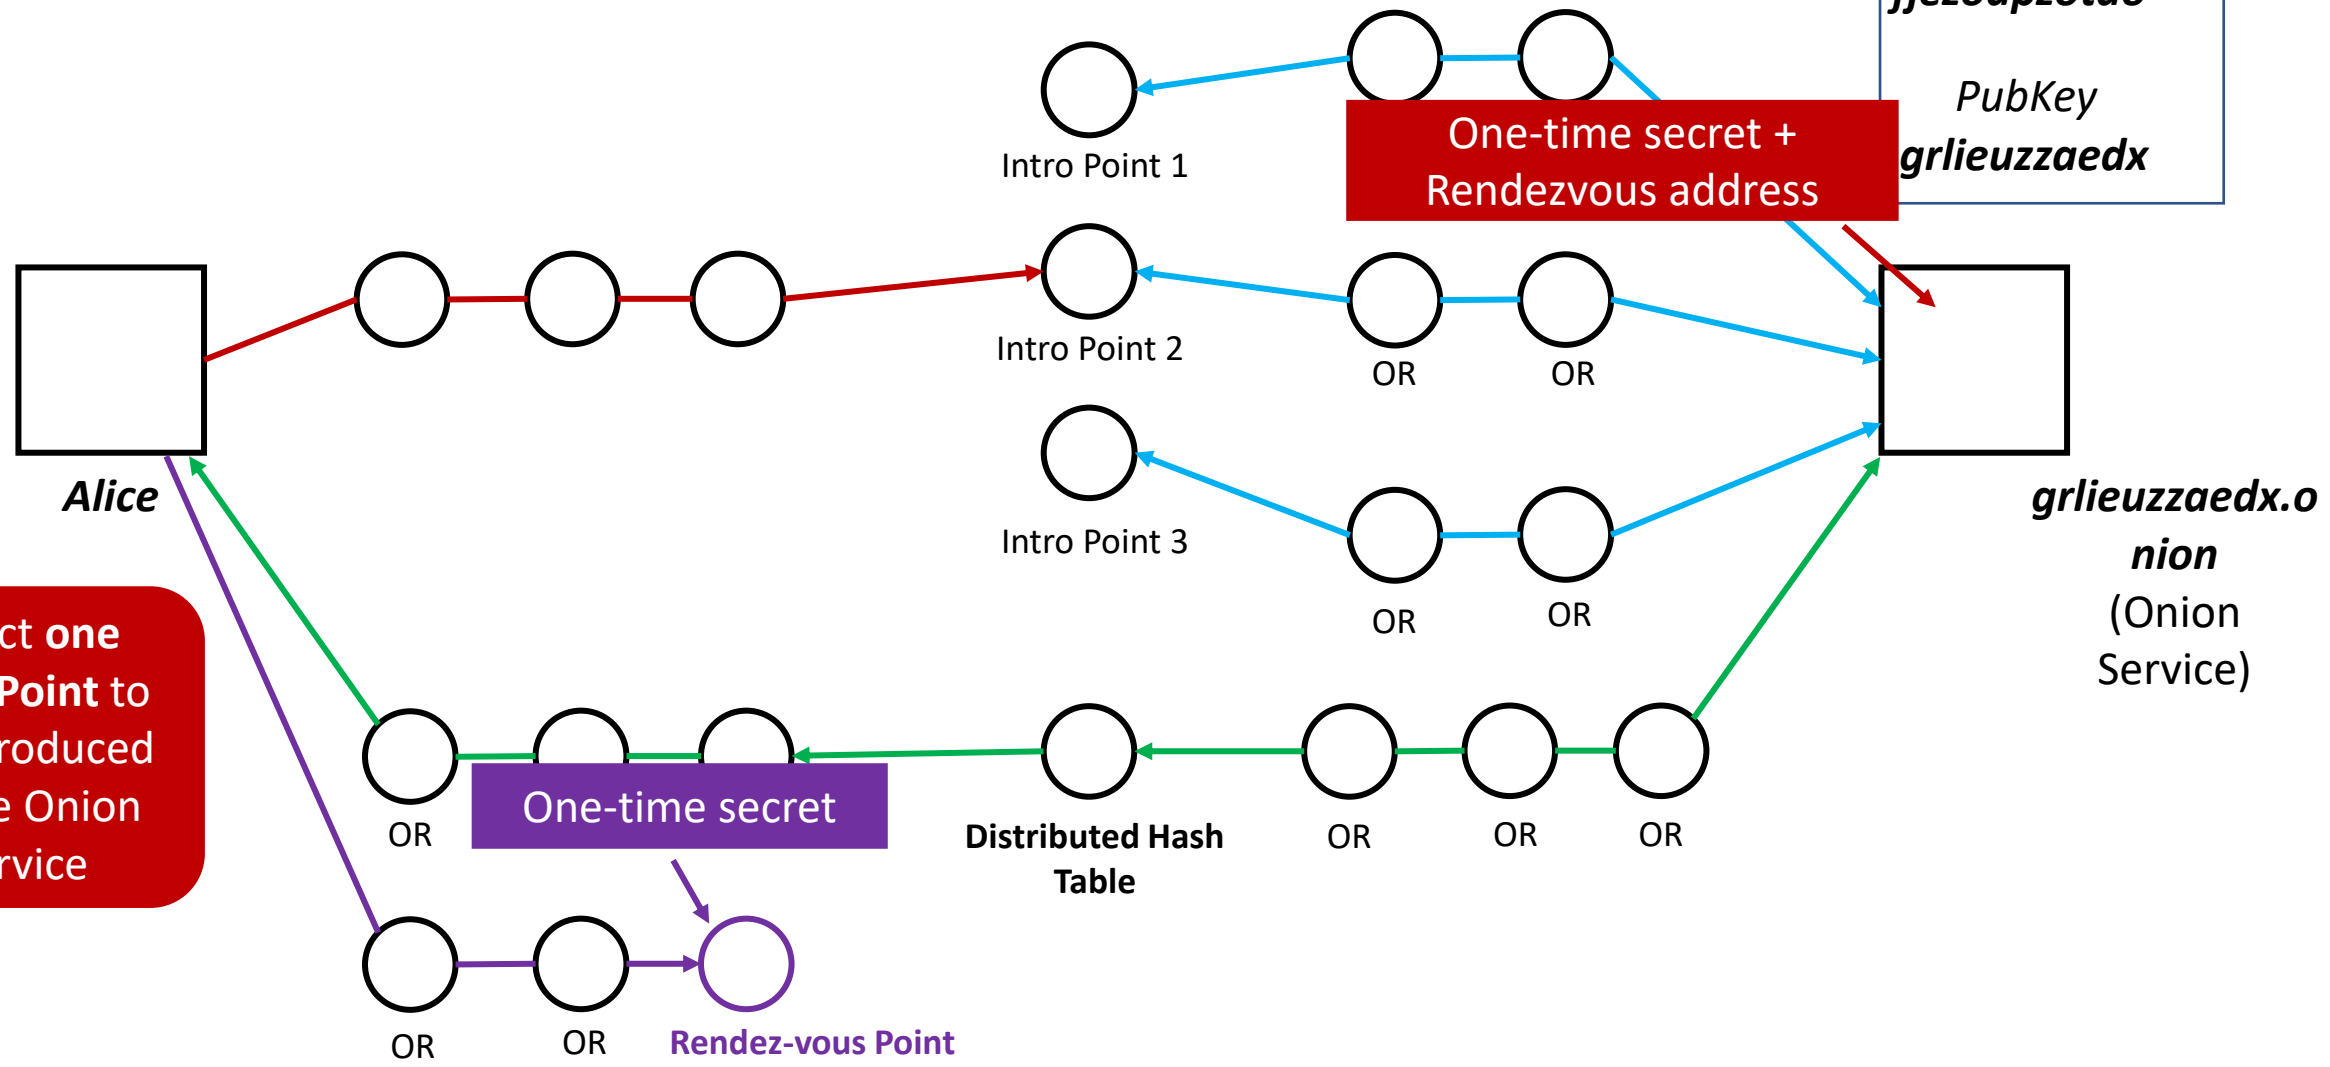 PubKey
grlieuzzaedx
One-time secret +
Rendezvous address
Intro Point 1
Intro Point 2
OR
OR
Intro Point 3
OR
OR
Alice
grlieuzzaedx.o
nion
(Onion
Service)
ct one
Point to
roduced
e Onion
rvice
OR
One-time secret
Distributed Hash
Table
OR
OR
OR
OR
OR
Rendez-vous Point